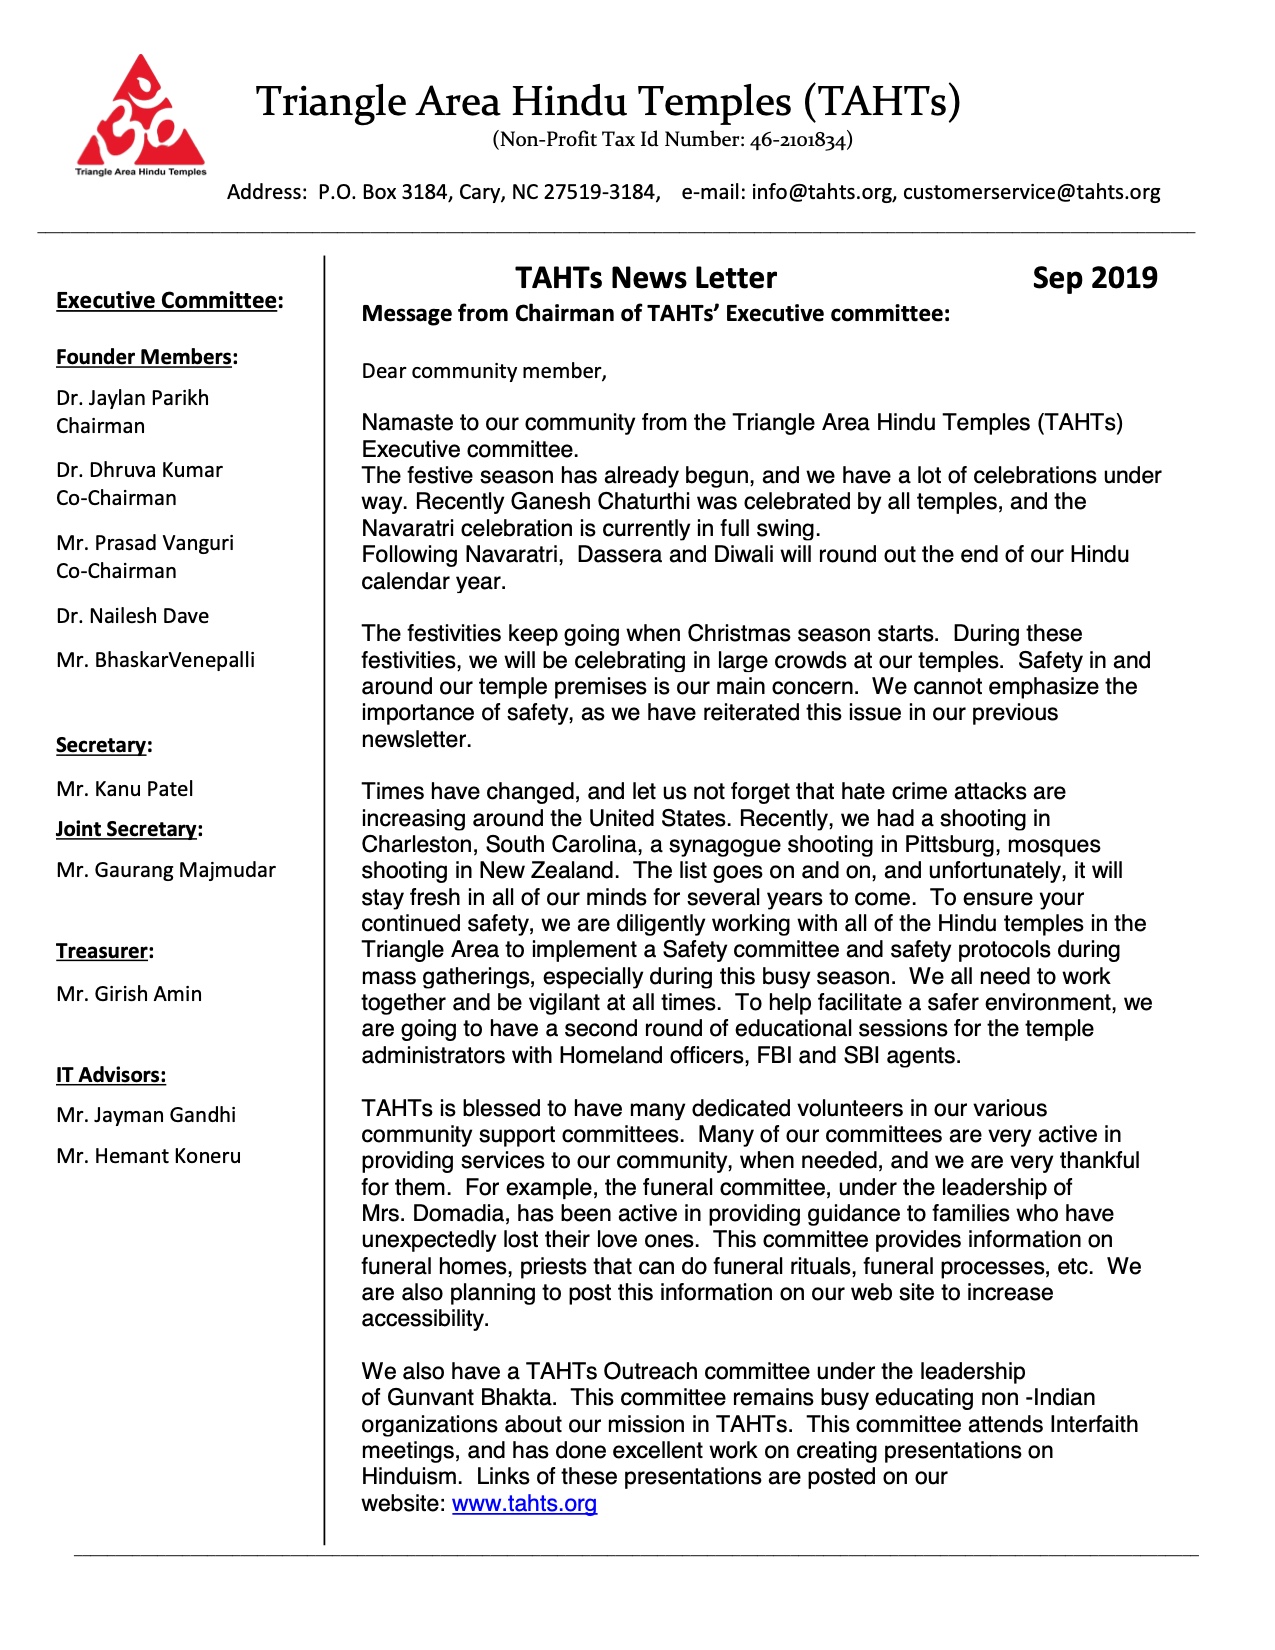 Triangle Area Hindu Temples
Triangle Area Hindu Temples (TAHTs)
(Non-Profit Tax Id Number: 46-2101834)
Address:  P.O. Box 3184, Cary, NC 27519-3184,    e-mail: info@tahts.org, customerservice@tahts.org
Executive Committee:
Founder Members:
Dr. Jaylan Parikh
Chairman
Dr. Dhruva Kumar
Co-Chairman
Mr. Prasad Vanguri
Co-Chairman
Dr. Nailesh Dave
Mr. BhaskarVenepalli
Secretary:
Mr. Kanu Patel
Joint Secretary:
Mr. Gaurang Majmudar
Treasurer:
Mr. Girish Amin
IT Advisors:
Mr. Jayman Gandhi
Mr. Hemant Koneru
TAHTs News Letter    Sep 2019
Message from Chairman of TAHTs’ Executive committee:
Dear community member,
Namaste to our community from the Triangle Area Hindu Temples (TAHTs)
Executive committee.
The festive season has already begun, and we have a lot of celebrations under
way. Recently Ganesh Chaturthi was celebrated by all temples, and the
Navaratri celebration is currently in full swing.
Following Navaratri,  Dassera and Diwali will round out the end of our Hindu
calendar year.
The festivities keep going when Christmas season starts.  During these
festivities, we will be celebrating in large crowds at our temples.  Safety in and
around our temple premises is our main concern.  We cannot emphasize the
importance of safety, as we have reiterated this issue in our previous
newsletter.
Times have changed, and let us not forget that hate crime attacks are
increasing around the United States. Recently, we had a shooting in
Charleston, South Carolina, a synagogue shooting in Pittsburg, mosques
shooting in New Zealand.  The list goes on and on, and unfortunately, it will
stay fresh in all of our minds for several years to come.  To ensure your
continued safety, we are diligently working with all of the Hindu temples in the
Triangle Area to implement a Safety committee and safety protocols during
mass gatherings, especially during this busy season.  We all need to work
together and be vigilant at all times.  To help facilitate a safer environment, we
are going to have a second round of educational sessions for the temple
administrators with Homeland officers, FBI and SBI agents.
TAHTs is blessed to have many dedicated volunteers in our various
community support committees.  Many of our committees are very active in
providing services to our community, when needed, and we are very thankful
for them.  For example, the funeral committee, under the leadership of
Mrs. Domadia, has been active in providing guidance to families who have
unexpectedly lost their love ones.  This committee provides information on
funeral homes, priests that can do funeral rituals, funeral processes, etc.  We
are also planning to post this information on our web site to increase
accessibility.
We also have a TAHTs Outreach committee under the leadership
of Gunvant Bhakta.  This committee remains busy educating non -Indian
organizations about our mission in TAHTs.  This committee attends Interfaith
meetings, and has done excellent work on creating presentations on
Hinduism.  Links of these presentations are posted on our
website: www.tahts.org